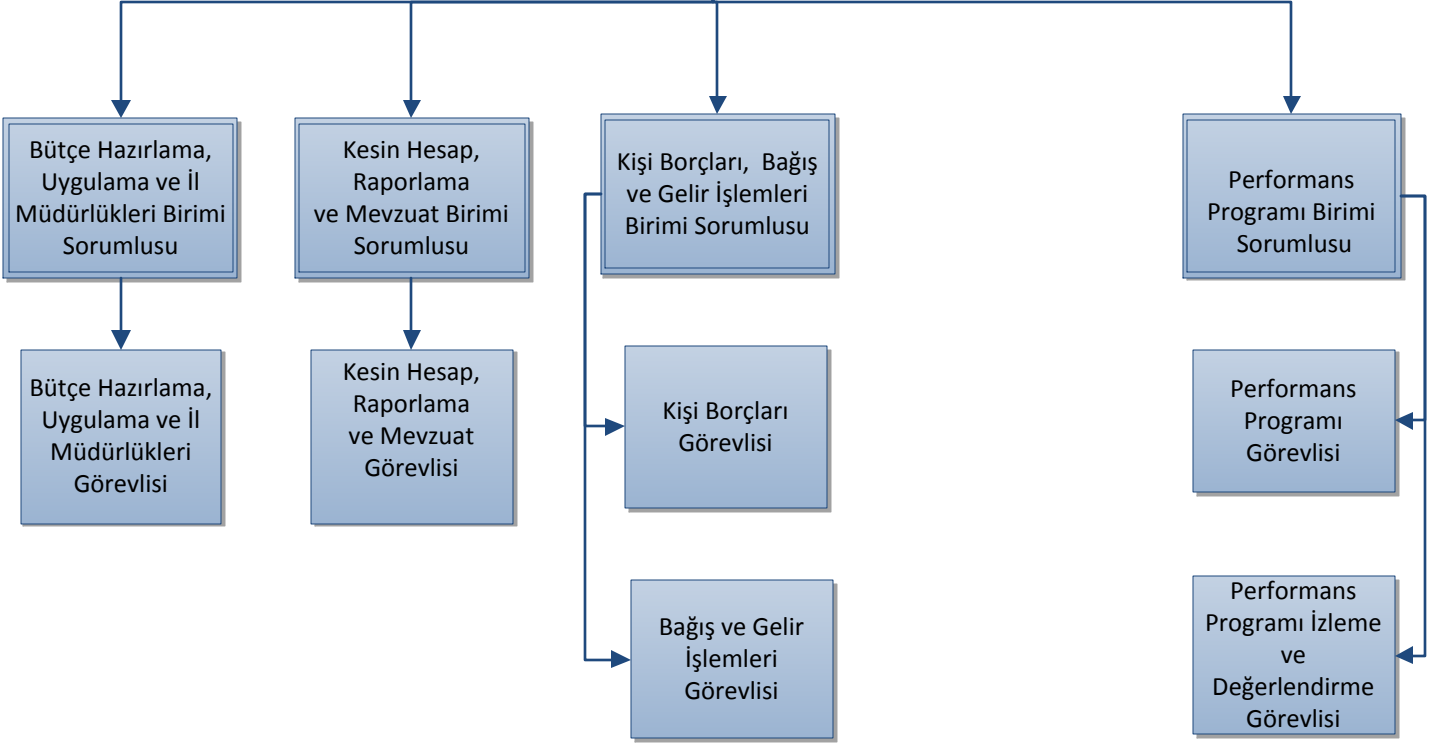 Bütçe Hazırlama,
Uygulama ve İl
Müdürlükleri Birimi
Sorumlusu
Kesin Hesap,
Raporlama
ve Mevzuat Birimi
Sorumlusu
Kişi Borçları, Bağış
ve Gelir İşlemleri
Birimi Sorumlusu
Performans
Programı Birimi
Sorumlusu
Bütçe Hazırlama,
Uygulama ve İl
Müdürlükleri
Görevlisi
Kesin Hesap,
Raporlama
ve Mevzuat
Görevlisi
Kişi Borçları
Görevlisi
Performans
Programı
Görevlisi
Bağış ve Gelir
İşlemleri
Görevlisi
Performans
Programı İzleme
ve
Değerlendirme
Görevlisi